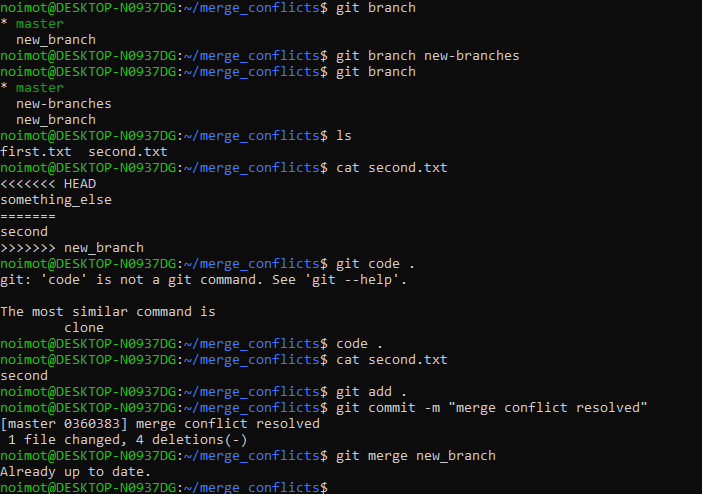 noimot@DESKTOP-N0937DG:~/merge_conflicts$ git branch
* master
  new_branch
noimot@DESKTOP-N0937DG:~/merge_conflicts$ git branch new-branches
noimot@DESKTOP-N0937DG:~/merge_conflicts$ git branch
* master
  new-branches
  new_branch
noimot@DESKTOP-N0937DG:~/merge_conflicts$ ls
first.txt  second.txt
noimot@DESKTOP-N0937DG:~/merge_conflicts$ cat second.txt
<<<<<<< HEAD
something_else
=======
second
>>>>>>> new_branch
noimot@DESKTOP-N0937DG:~/merge_conflicts$ git code .
git: 'code' is not a git command. See 'git --help'.

The most similar command is
        clone
noimot@DESKTOP-N0937DG:~/merge_conflicts$ code .
noimot@DESKTOP-N0937DG:~/merge_conflicts$ cat second.txt
second
noimot@DESKTOP-N0937DG:~/merge_conflicts$ git add .
noimot@DESKTOP-N0937DG:~/merge_conflicts$ git commit -m "merge conflict resolved"
[master 0360383] merge conflict resolved
 1 file changed, 4 deletions(-)
noimot@DESKTOP-N0937DG:~/merge_conflicts$ git merge new_branch
Already up to date.
noimot@DESKTOP-N0937DG:~/merge_conflicts$